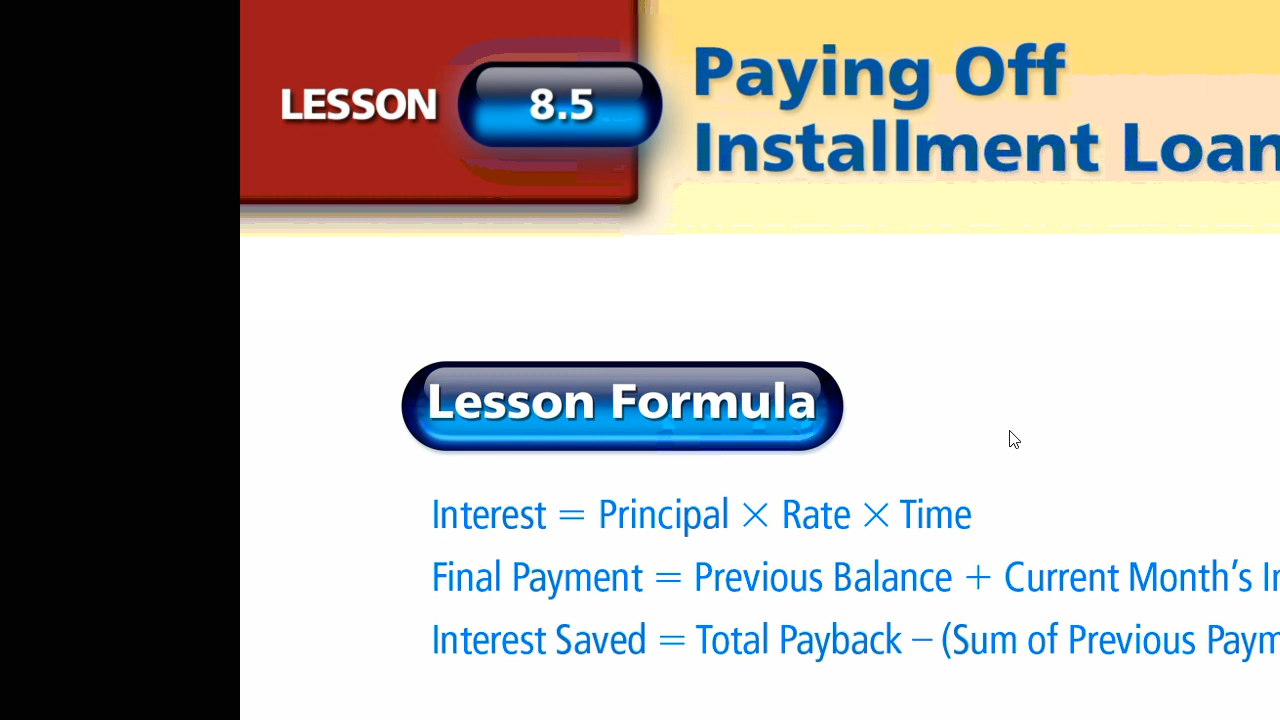 LESSON 8.5
Paying Off
Installment Loan
Lesson Formula
Interest = Principal × Rate × Time
Final Payment = Previous Balance + Current Month's
Interest Saved = Total Payback – (Sum of Previous